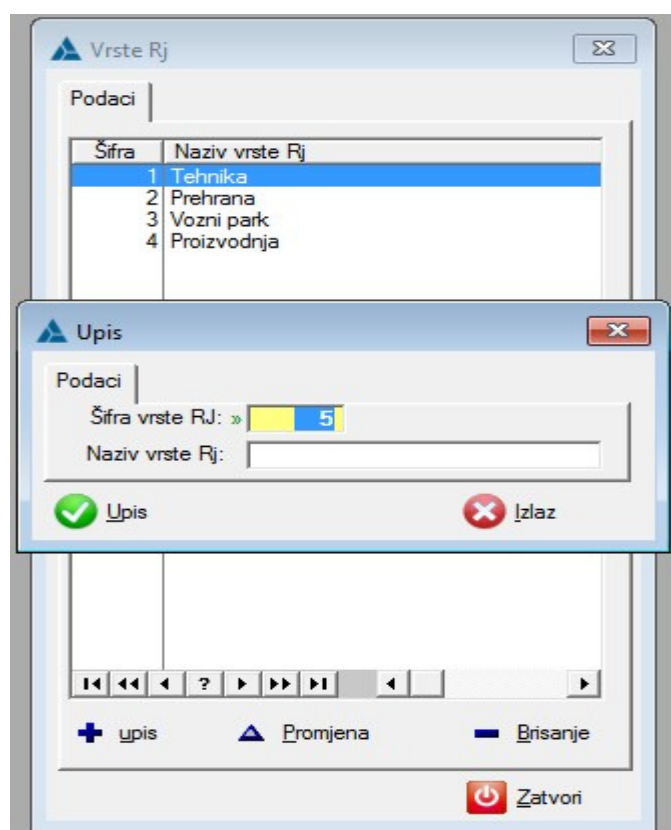 Vrste Rj
Podaci
Šifra Naziv vrste Rj
1 Tehnika
2 Prehrana
3 Vozni park
4 Proizvodnja
Upis
Podaci
Šifra vrste RJ: » 5
Naziv vrste Rj:
Upis Izlaz
?
upis Promjena Brisanje
Zatvori